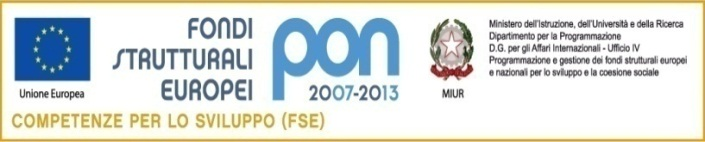 Unione Europea
FONDI
STRUTTURALI
EUROPEI
pon
2007-2013
MIUR
Ministero dell'Istruzione, dell'Università e della Ricerca
Dipartimento per la Programmazione
D.G. per gli Affari Internazionali - Ufficio IV
Programmazione e gestione dei fondi strutturali europei
e nazionali per lo sviluppo e la coesione sociale
COMPETENZE PER LO SVILUPPO (FSE)